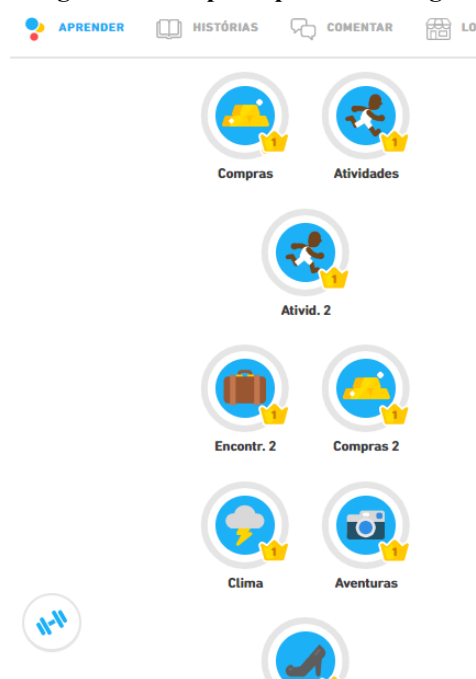 APRENDER HISTÓRIAS COMENTAR LO
1 1
Compras Atividades
1
Ativid. 2
1 1
Encontr. 2 Compras 2
1 1
Clima Aventuras